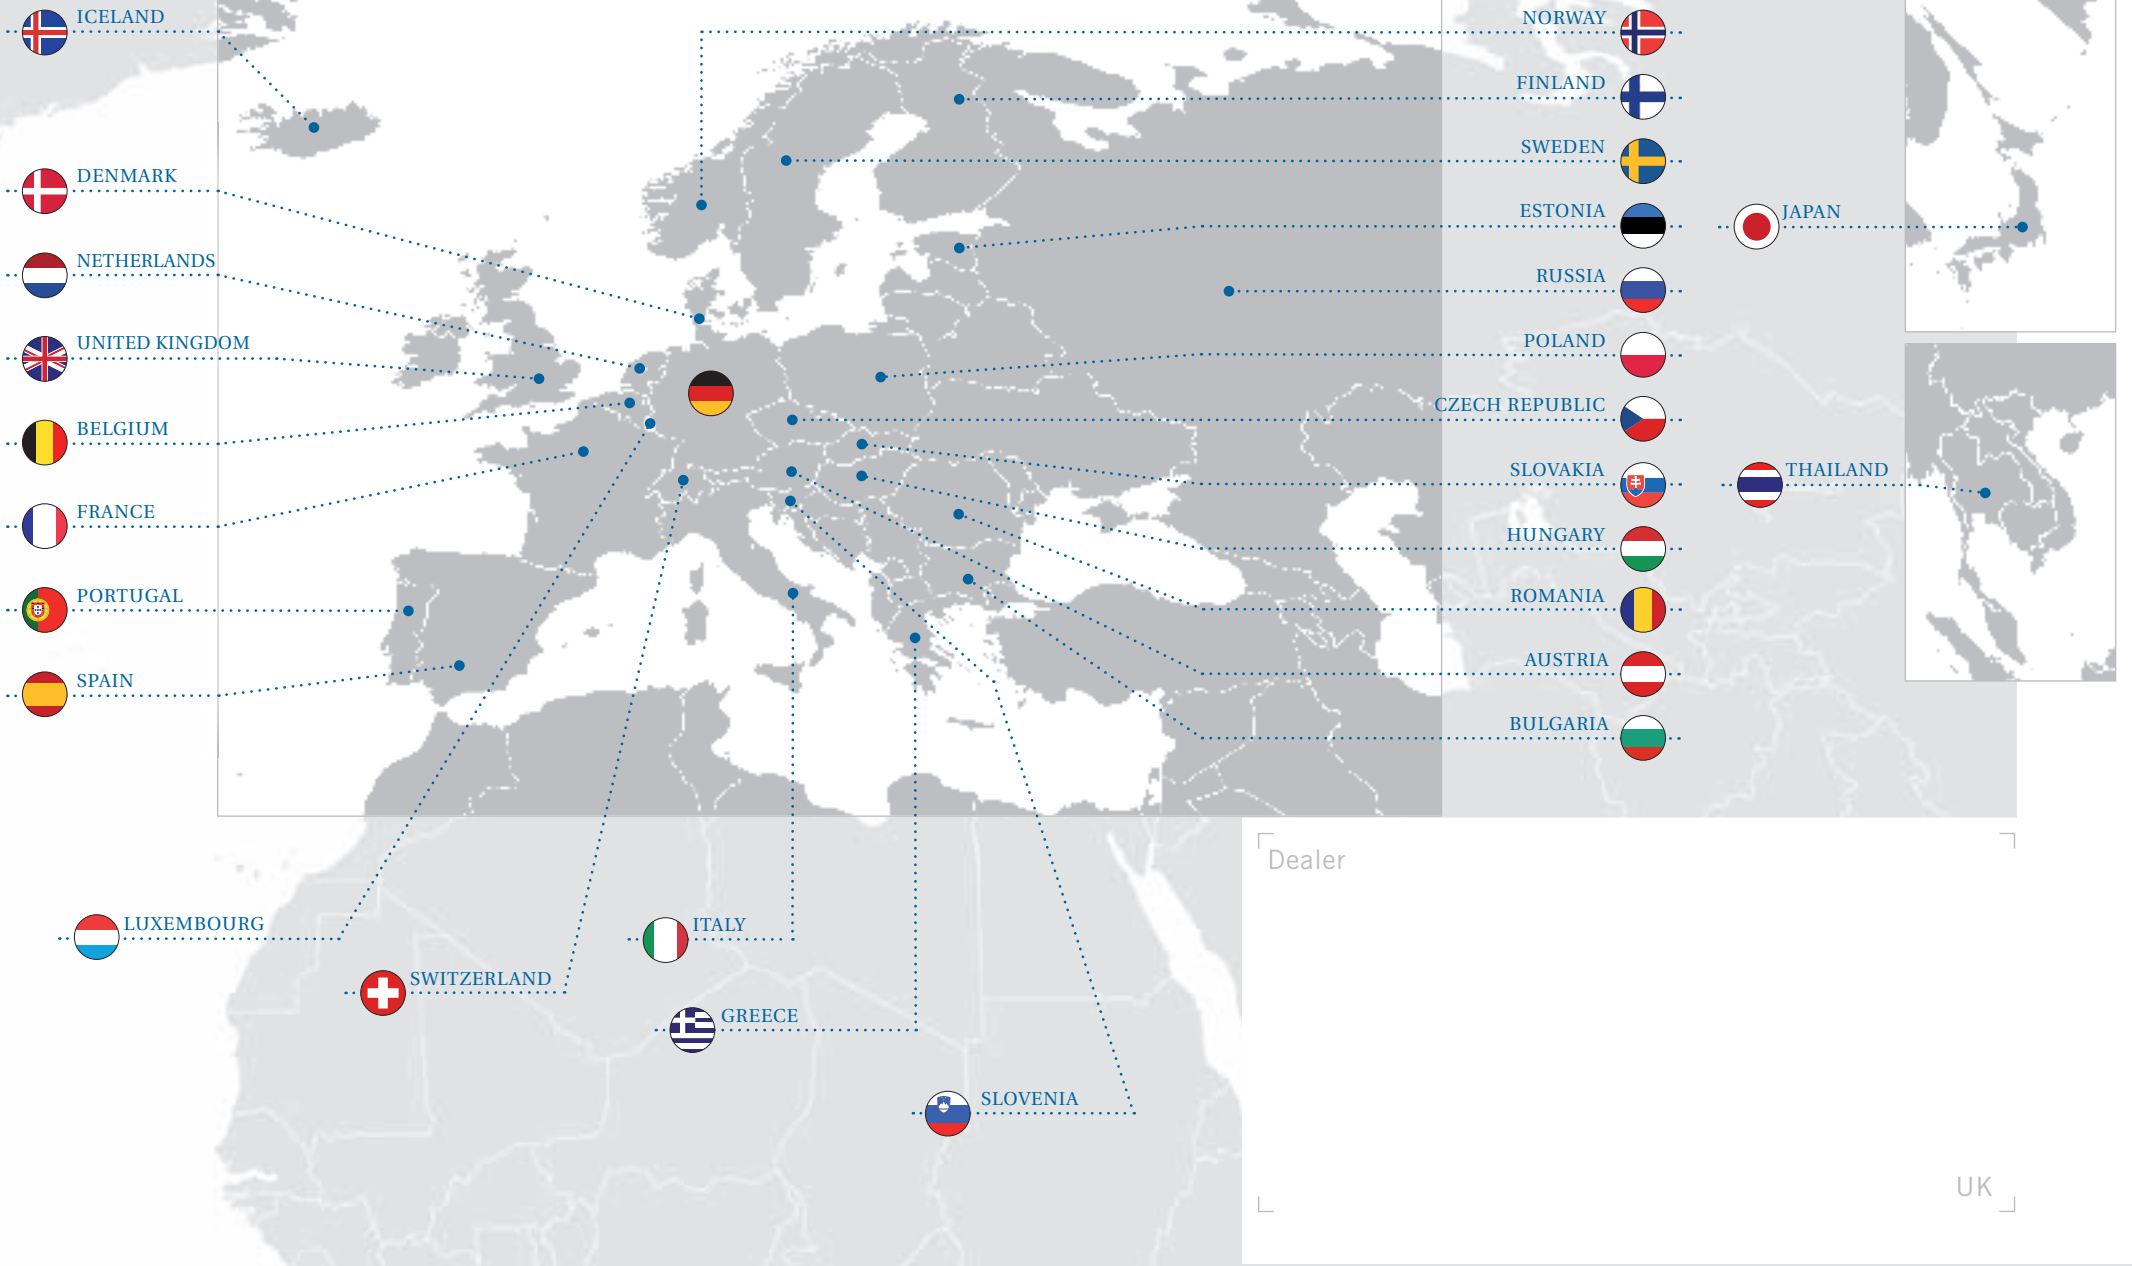 ICELAND
DENMARK
NETHERLANDS
UNITED KINGDOM
BELGIUM
FRANCE
PORTUGAL
SPAIN
LUXEMBOURG
SWITZERLAND
ITALY
GREECE
SLOVENIA
NORWAY
FINLAND
SWEDEN
ESTONIA
RUSSIA
POLAND
CZECH REPUBLIC
SLOVAKIA
HUNGARY
ROMANIA
AUSTRIA
BULGARIA
JAPAN
THAILAND
Dealer
UK